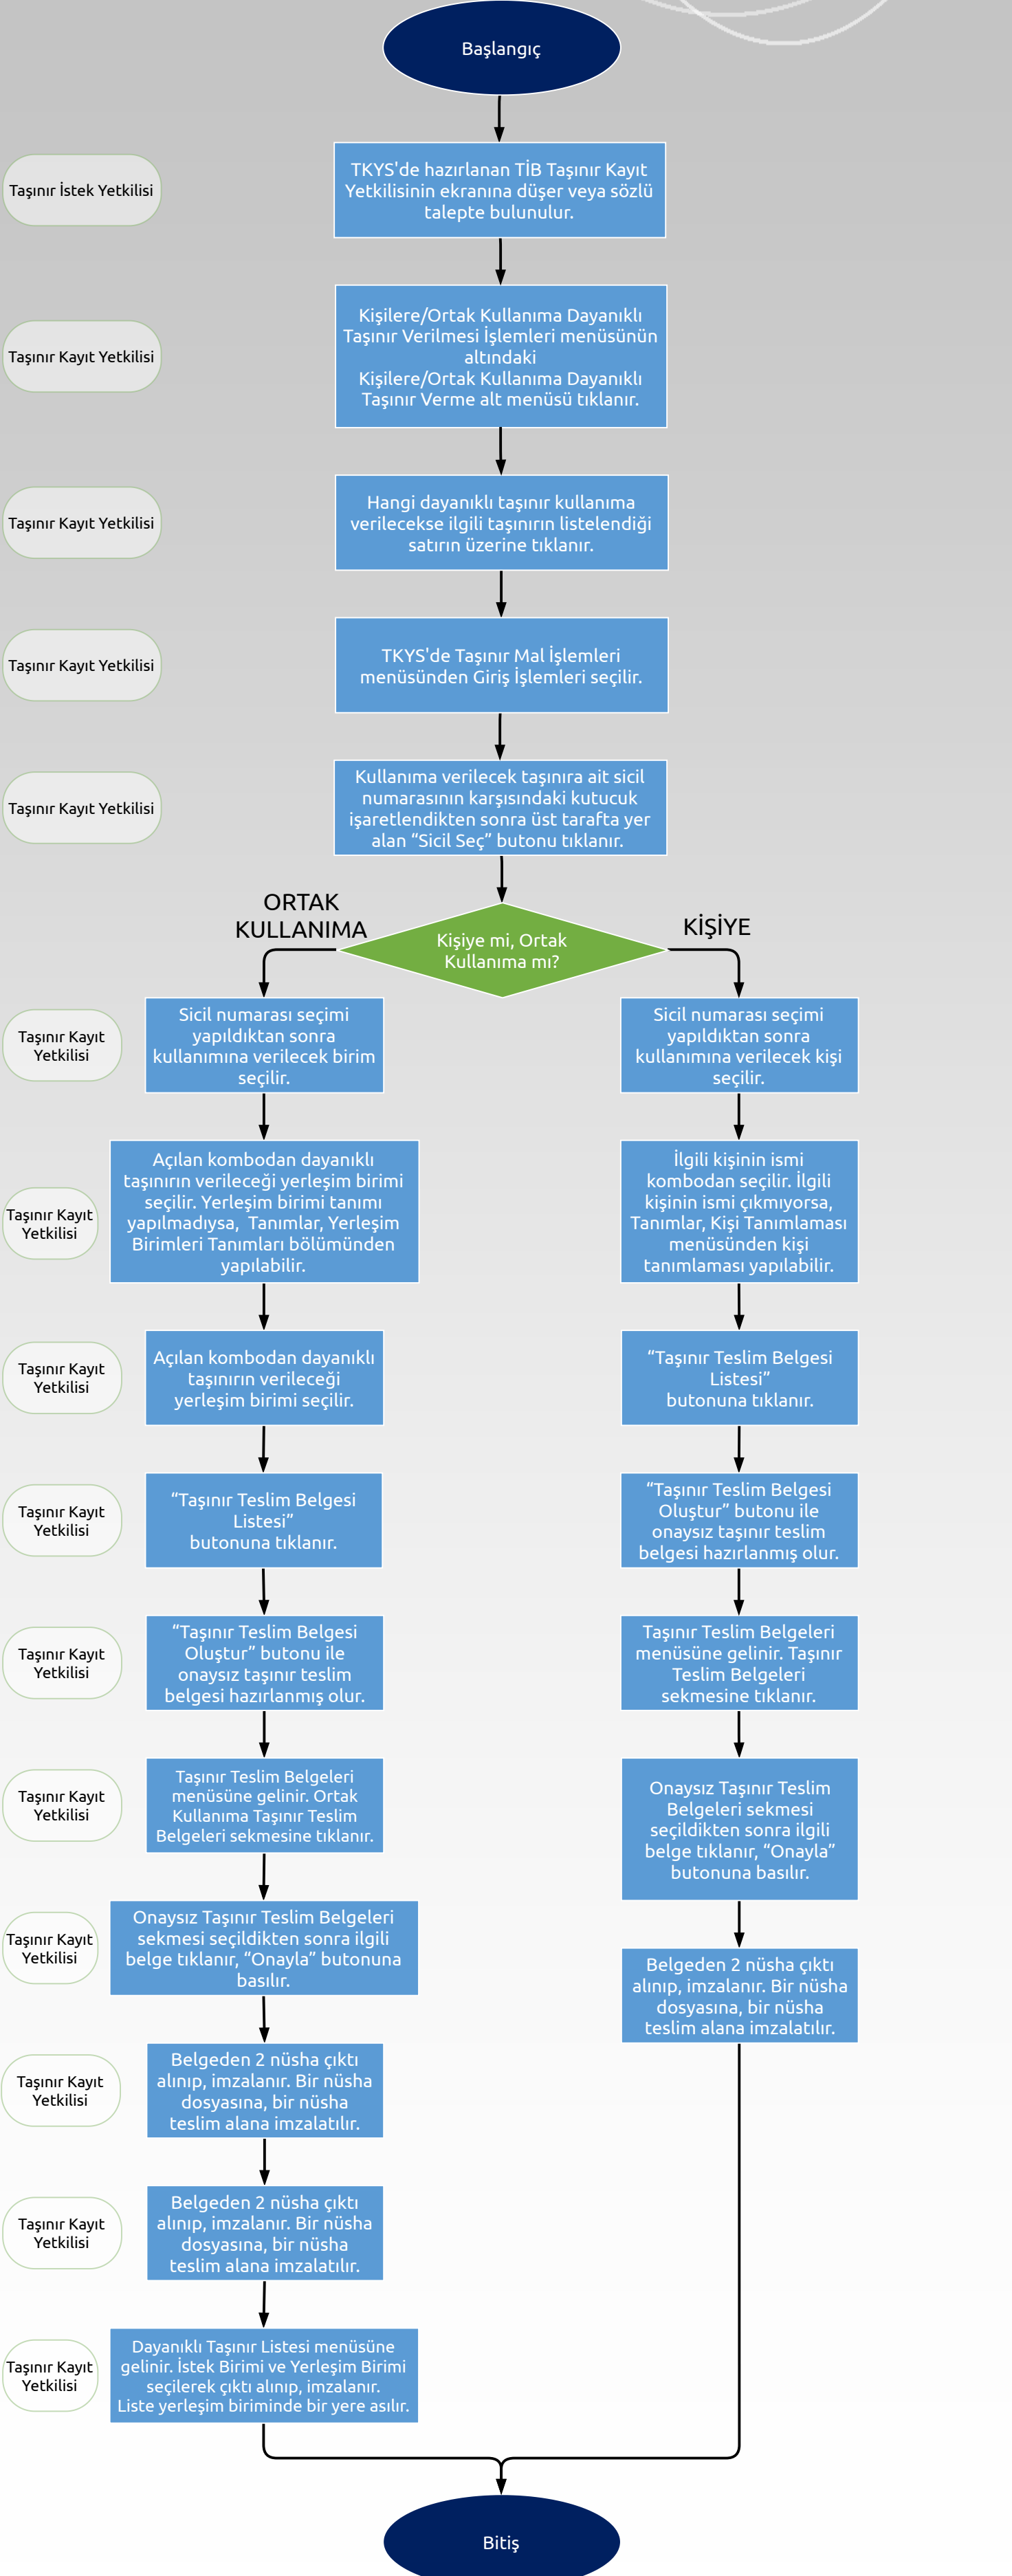 Başlangıç
Taşınır İstek Yetkilisi
TKYS'de hazırlanan TİB Taşınır Kayıt
Yetkilisinin ekranına düşer veya sözlü
talepte bulunulur.
Taşınır Kayıt Yetkilisi
Kişilere/Ortak Kullanıma Dayanıklı
Taşınır Verilmesi İşlemleri menüsünün
altındaki
Kişilere/Ortak Kullanıma Dayanıklı
Taşınır Verme alt menüsü tıklanır.
Taşınır Kayıt Yetkilisi
Hangi dayanıklı taşınır kullanıma
verilecekse ilgili taşınırın listelendiği
satırın üzerine tıklanır.
Taşınır Kayıt Yetkilisi
TKYS'de Taşınır Mal İşlemleri
menüsünden Giriş İşlemleri seçilir.
Taşınır Kayıt Yetkilisi
Kullanıma verilecek taşınıra ait sicil
numarasının karşısındaki kutucuk
işaretlendikten sonra üst tarafta yer
alan “Sicil Seç” butonu tıklanır.
ORTAK
KULLANIMA
Kişiye mi, Ortak
Kullanıma mı?
KİŞİYE
Taşınır Kayıt
Yetkilisi
Sicil numarası seçimi
yapıldıktan sonra
kullanımına verilecek birim
seçilir.
Sicil numarası seçimi
yapıldıktan sonra
kullanımına verilecek kişi
seçilir.
Taşınır Kayıt
Yetkilisi
Açılan kombodan dayanıklı
taşınırın verileceği yerleşim birimi
seçilir. Yerleşim birimi tanımı
yapılmadıysa, Tanımlar, Yerleşim
Birimleri Tanımları bölümünden
yapılabilir.
İlgili kişinin ismi
kombodan seçilir. İlgili
kişinin ismi çıkmıyorsa,
Tanımlar, Kişi Tanımlaması
menüsünden kişi
tanımlaması yapılabilir.
Taşınır Kayıt
Yetkilisi
Açılan kombodan dayanıklı
taşınırın verileceği
yerleşim birimi seçilir.
“Taşınır Teslim Belgesi
Listesi”
butonuna tıklanır.
Taşınır Kayıt
Yetkilisi
“Taşınır Teslim Belgesi
Listesi”
butonuna tıklanır.
“Taşınır Teslim Belgesi
Oluştur” butonu ile
onaysız taşınır teslim
belgesi hazırlanmış olur.
Taşınır Kayıt
Yetkilisi
“Taşınır Teslim Belgesi
Oluştur” butonu ile
onaysız taşınır teslim
belgesi hazırlanmış olur.
Taşınır Teslim Belgeleri
menüsüne gelinir. Taşınır
Teslim Belgeleri
sekmesine tıklanır.
Taşınır Kayıt
Yetkilisi
Taşınır Teslim Belgeleri
menüsüne gelinir. Ortak
Kullanıma Taşınır Teslim
Belgeleri sekmesine tıklanır.
Onaysız Taşınır Teslim
Belgeleri sekmesi
seçildikten sonra ilgili
belge tıklanır, “Onayla”
butonuna basılır.
Taşınır Kayıt
Yetkilisi
Onaysız Taşınır Teslim Belgeleri
sekmesi seçildikten sonra ilgili
belge tıklanır, “Onayla” butonuna
basılır.
Belgeden 2 nüsha çıktı
alınıp, imzalanır. Bir nüsha
dosyasına, bir nüsha
teslim alana imzalatılır.
Taşınır Kayıt
Yetkilisi
Belgeden 2 nüsha çıktı
alınıp, imzalanır. Bir nüsha
dosyasına, bir nüsha
teslim alana imzalatılır.
Taşınır Kayıt
Yetkilisi
Belgeden 2 nüsha çıktı
alınıp, imzalanır. Bir nüsha
dosyasına, bir nüsha
teslim alana imzalatılır.
Taşınır Kayıt
Yetkilisi
Dayanıklı Taşınır Listesi menüsüne
gelinir. İstek Birimi ve Yerleşim Birimi
seçilerek çıktı alınıp, imzalanır.
Liste yerleşim biriminde bir yere asılır.
Bitiş